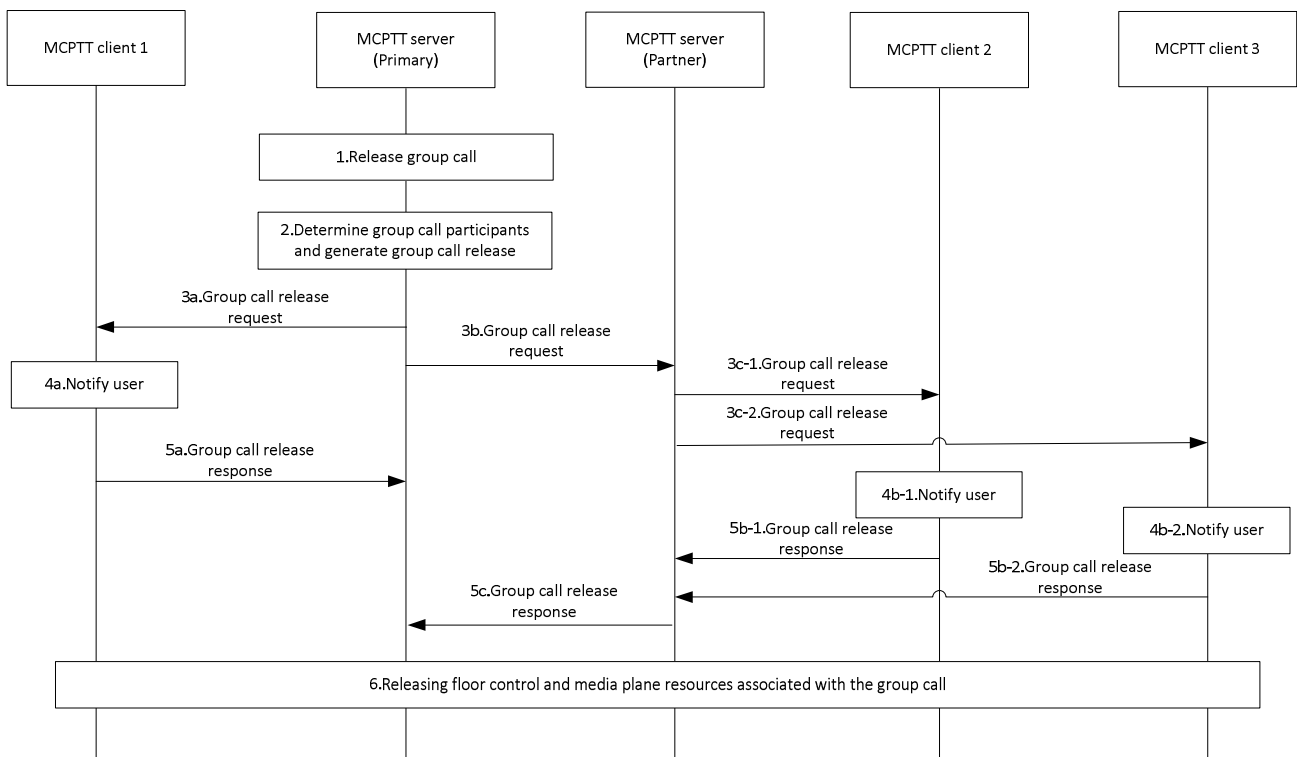 MCPTT client 1
MCPTT server
(Primary)
MCPTT server
(Partner)
MCPTT client 2
MCPTT client 3
1.Release group call
2.Determine group call participants
and generate group call release
3a.Group call release
request
3b.Group call release
request
3c-1.Group call release
request
4a.Notify user
3c-2.Group call release
request
5a.Group call release
response
4b-1.Notify user
4b-2.Notify user
5b-1.Group call release
response
5b-2.Group call release
response
5c.Group call release
response
6.Releasing floor control and media plane resources associated with the group call